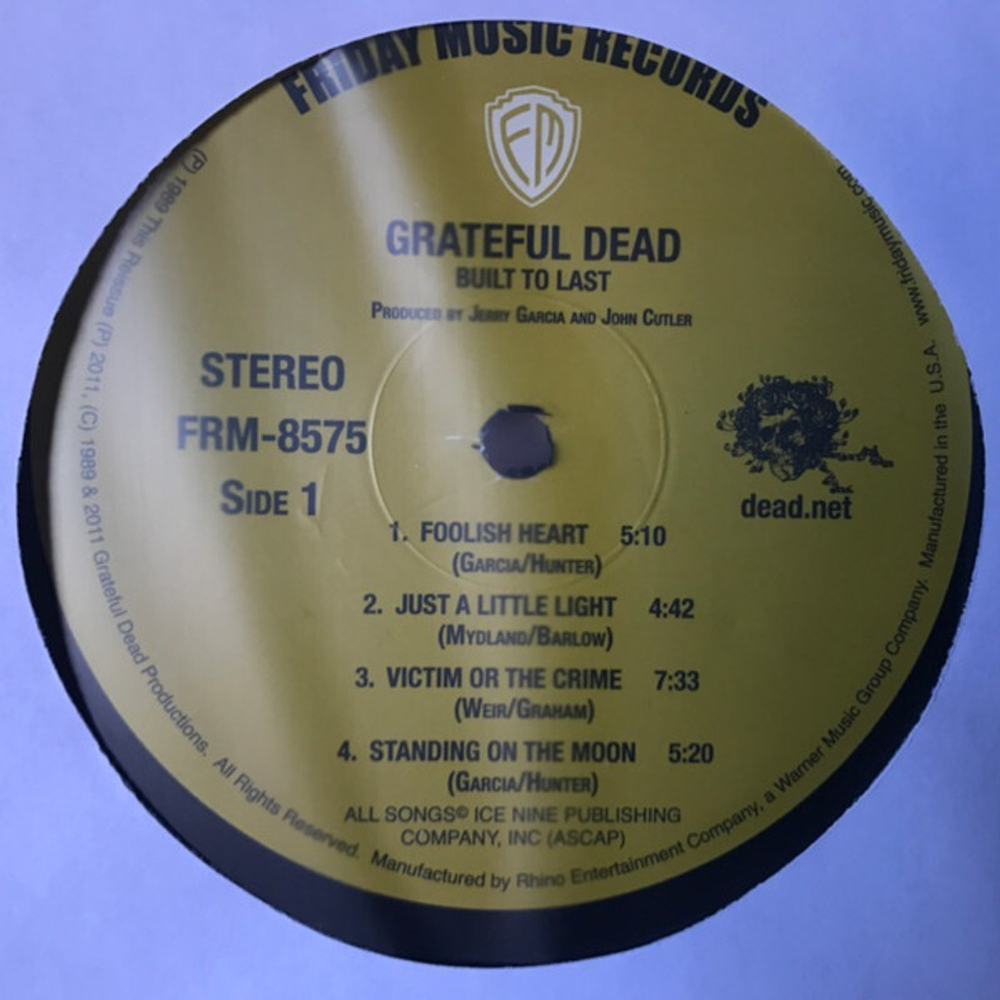 FRIDAY MUSIC RECORDS
FM
GRATEFUL DEAD
BUILT TO LAST
PRODUCED BY JERRY GARCIA AND JOHN CUTLER
STEREO
FRM-8575
SIDE 1
dead.net
1. FOOLISH HEART 5:10
(GARCIA/HUNTER)
2. JUST A LITTLE LIGHT 4:42
(MYDLAND/BARLOW)
3. VICTIM OR THE CRIME 7:33
(WEIR/GRAHAM)
4. STANDING ON THE MOON 5:20
(GARCIA/HUNTER)
ALL SONGS© ICE NINE PUBLISHING
COMPANY, INC (ASCAP)
(P) 1989 This Reissue (P) 2011, (C) 1989 & 2011 Grateful Dead Productions. All Rights Reserved. Manufactured by Rhino Entertainment Company, a Warner Music Group Company. Manufactured in the U.S.A. www.fridaymusic.com